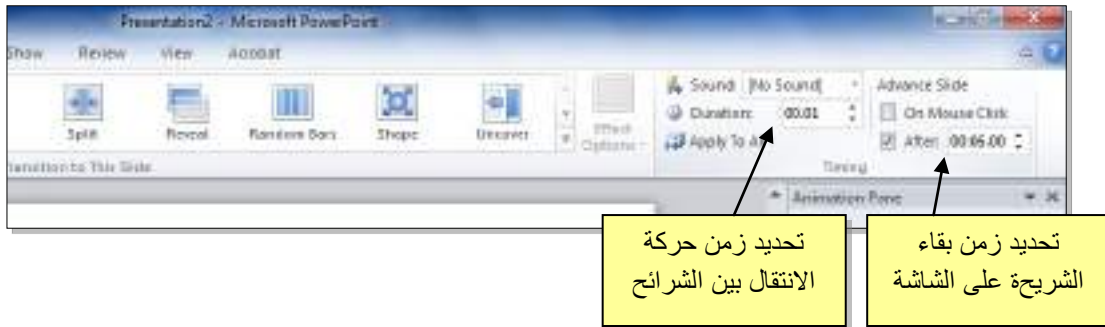 Presentation2 - Microsoft PowerPoint
Show Review View Acrobat
Sound: [No Sound] Advance Slide
Split Reveal Random Bars Shape Uncover Effect Duration: 00.01 On Mouse Click
Options Apply To All After: 00:05.00
Transition to This Slide Timing
Animation Pane
تحديد زمن حركة
الانتقال بين الشرائح
تحديد زمن بقاء
الشريحة على الشاشة